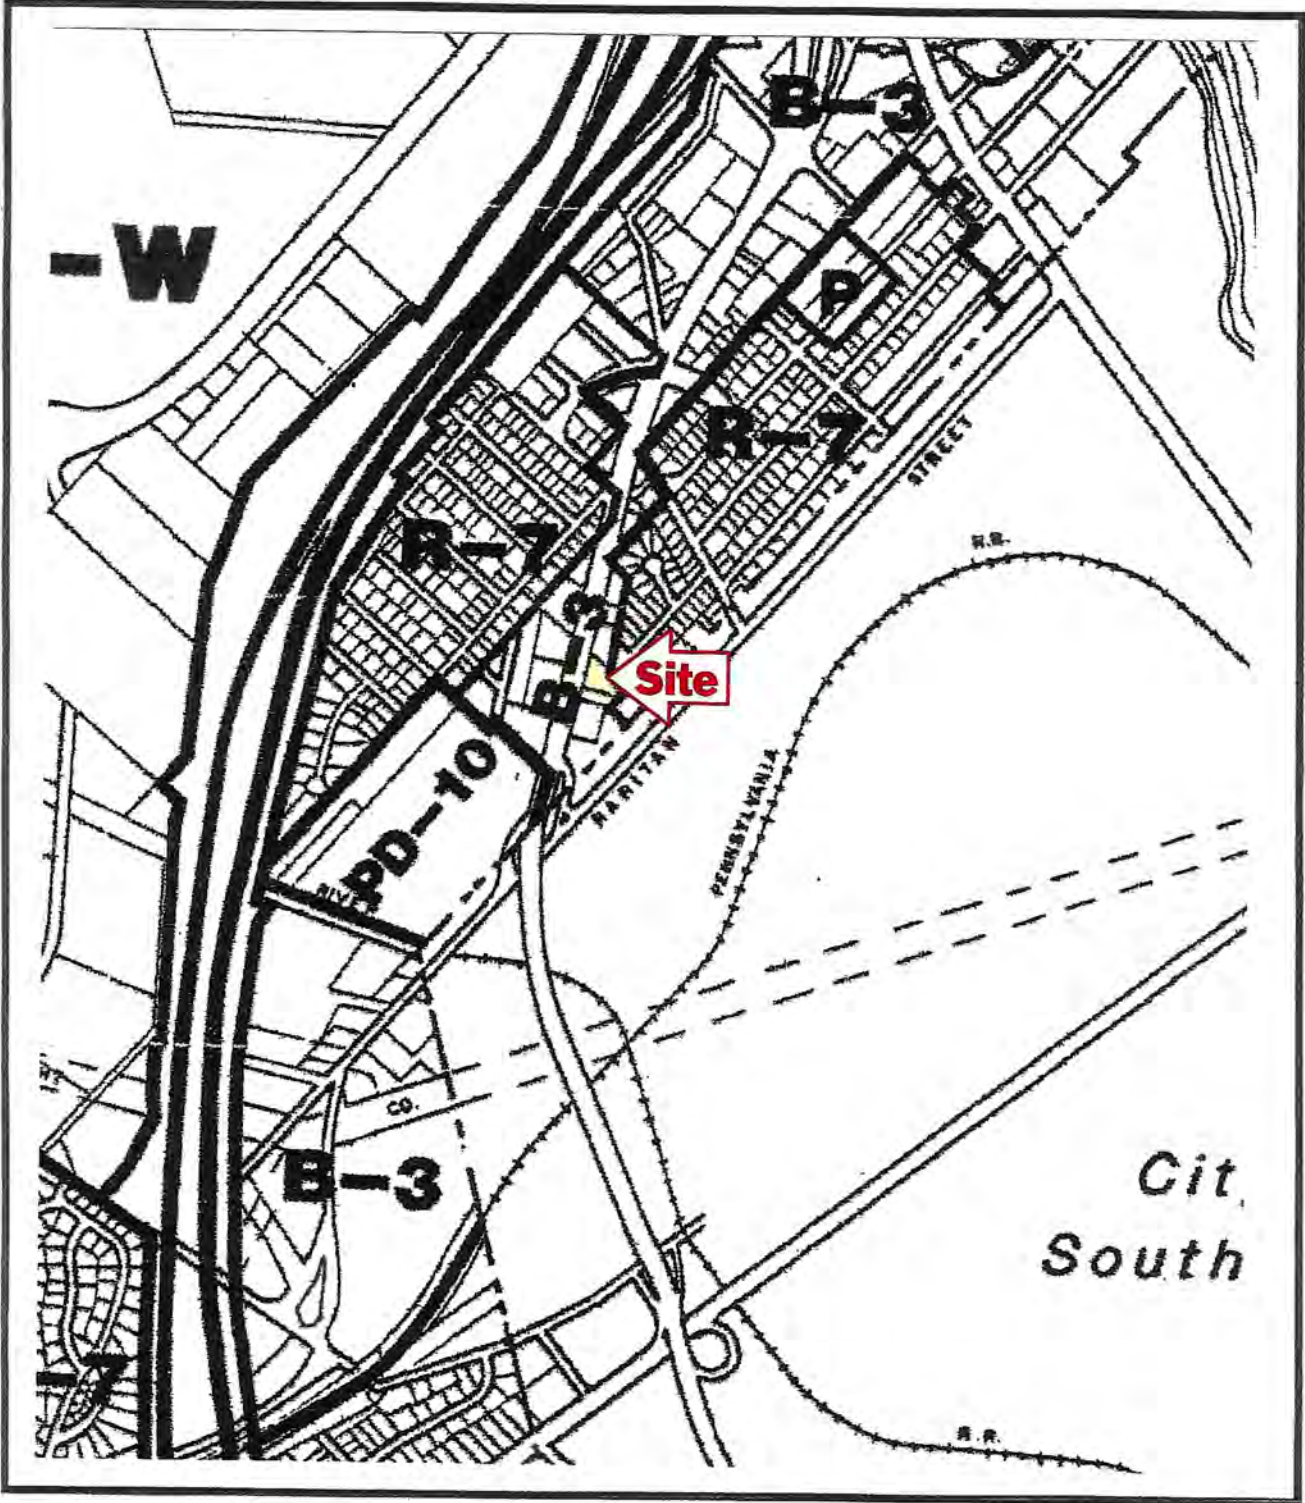 B-3
-W
P
R-7
STREET
R-7
R.R.
B-3
Site
RARITAN
PD-10
PENNSYLVANIA
RIVER
CO.
B-3
Cit
South
-7
R.R.